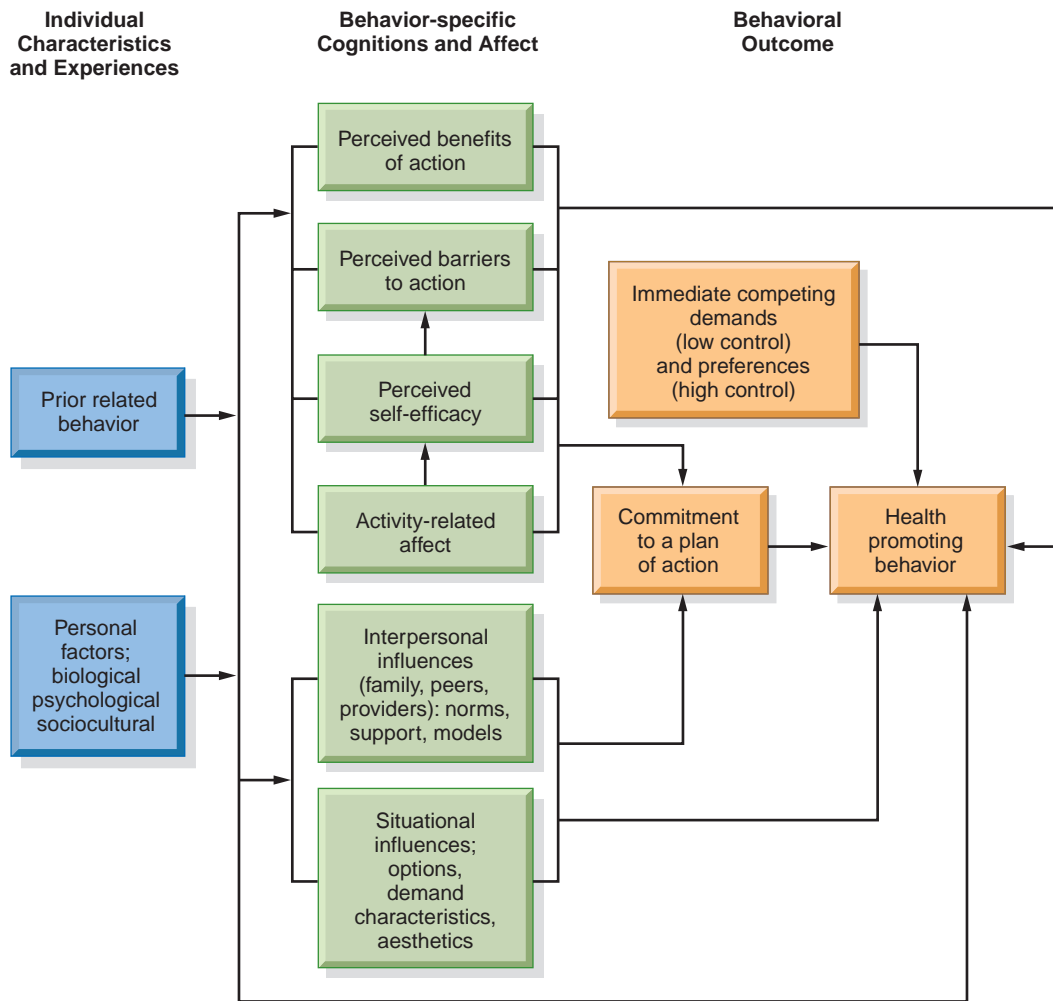 Individual
Characteristics
and Experiences
Behavior-specific
Cognitions and Affect
Behavioral
Outcome
Perceived benefits
of action
Perceived barriers
to action
Immediate competing
demands
(low control)
and preferences
(high control)
Prior related
behavior
Perceived
self-efficacy
Activity-related
affect
Commitment
to a plan
of action
Health
promoting
behavior
Personal
factors;
biological
psychological
sociocultural
Interpersonal
influences
(family, peers,
providers): norms,
support, models
Situational
influences;
options,
demand
characteristics,
aesthetics